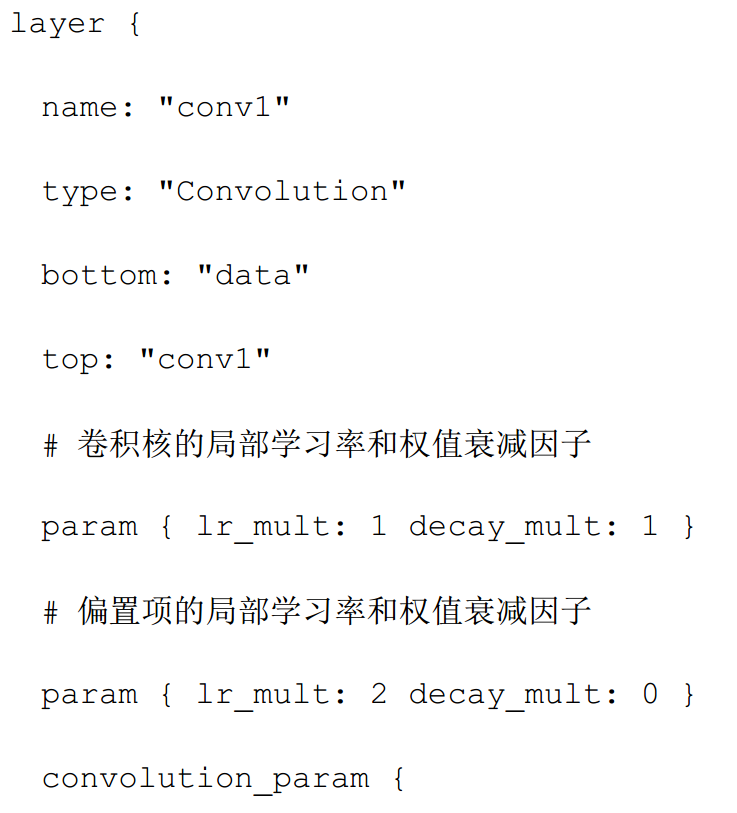 layer {
name: "conv1"
type: "Convolution"
bottom: "data"
top: "conv1"
# 卷积核的局部学习率和权值衰减因子
param { lr_mult: 1 decay_mult: 1 }
# 偏置项的局部学习率和权值衰减因子
param { lr_mult: 2 decay_mult: 0 }
convolution_param {